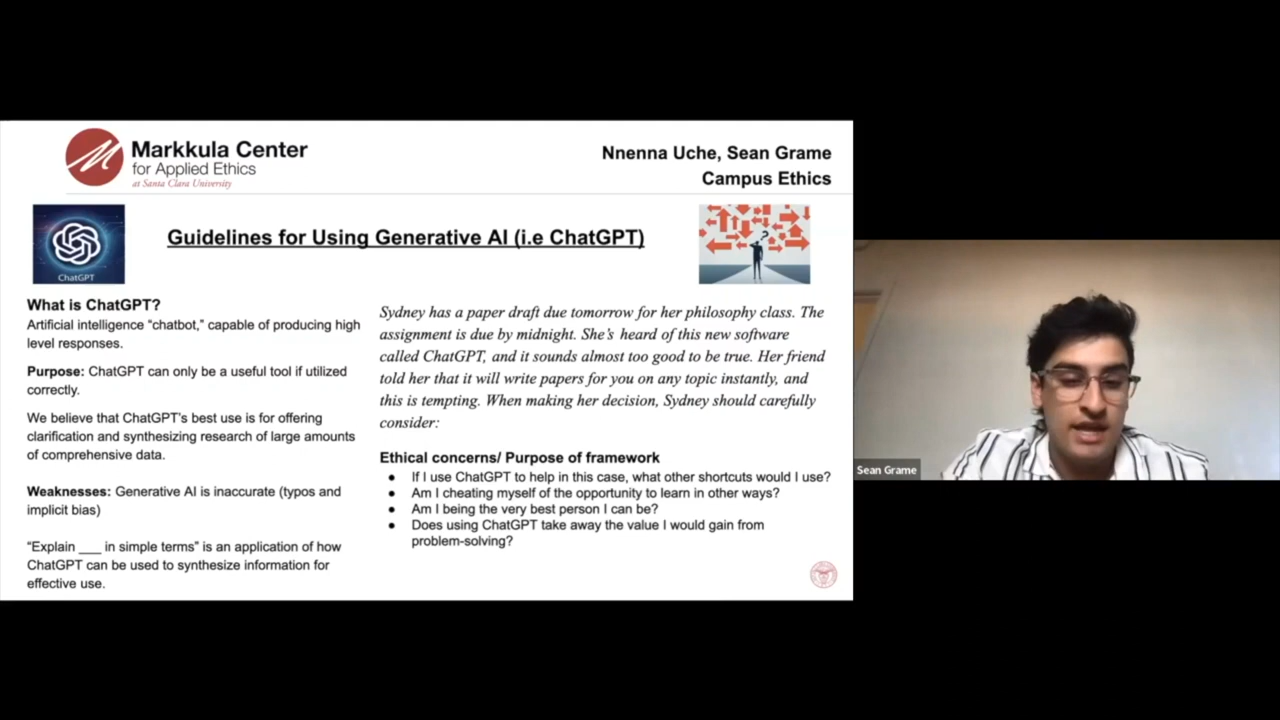 Markkula Center
for Applied Ethics
at Santa Clara University
Nnenna Uche, Sean Grame
Campus Ethics
ChatGPT
Guidelines for Using Generative AI (i.e ChatGPT)
?
What is ChatGPT?
Artificial intelligence “chatbot,” capable of producing high
level responses.
Purpose: ChatGPT can only be a useful tool if utilized
correctly.
We believe that ChatGPT’s best use is for offering
clarification and synthesizing research of large amounts
of comprehensive data.
Weaknesses: Generative AI is inaccurate (typos and
implicit bias)
“Explain ___ in simple terms” is an application of how
ChatGPT can be used to synthesize information for
effective use.
Sydney has a paper draft due tomorrow for her philosophy class. The
assignment is due by midnight. She’s heard of this new software
called ChatGPT, and it sounds almost too good to be true. Her friend
told her that it will write papers for you on any topic instantly, and
this is tempting. When making her decision, Sydney should carefully
consider:
Ethical concerns/ Purpose of framework
● If I use ChatGPT to help in this case, what other shortcuts would I use?
● Am I cheating myself of the opportunity to learn in other ways?
● Am I being the very best person I can be?
● Does using ChatGPT take away the value I would gain from
problem-solving?
Sean Grame